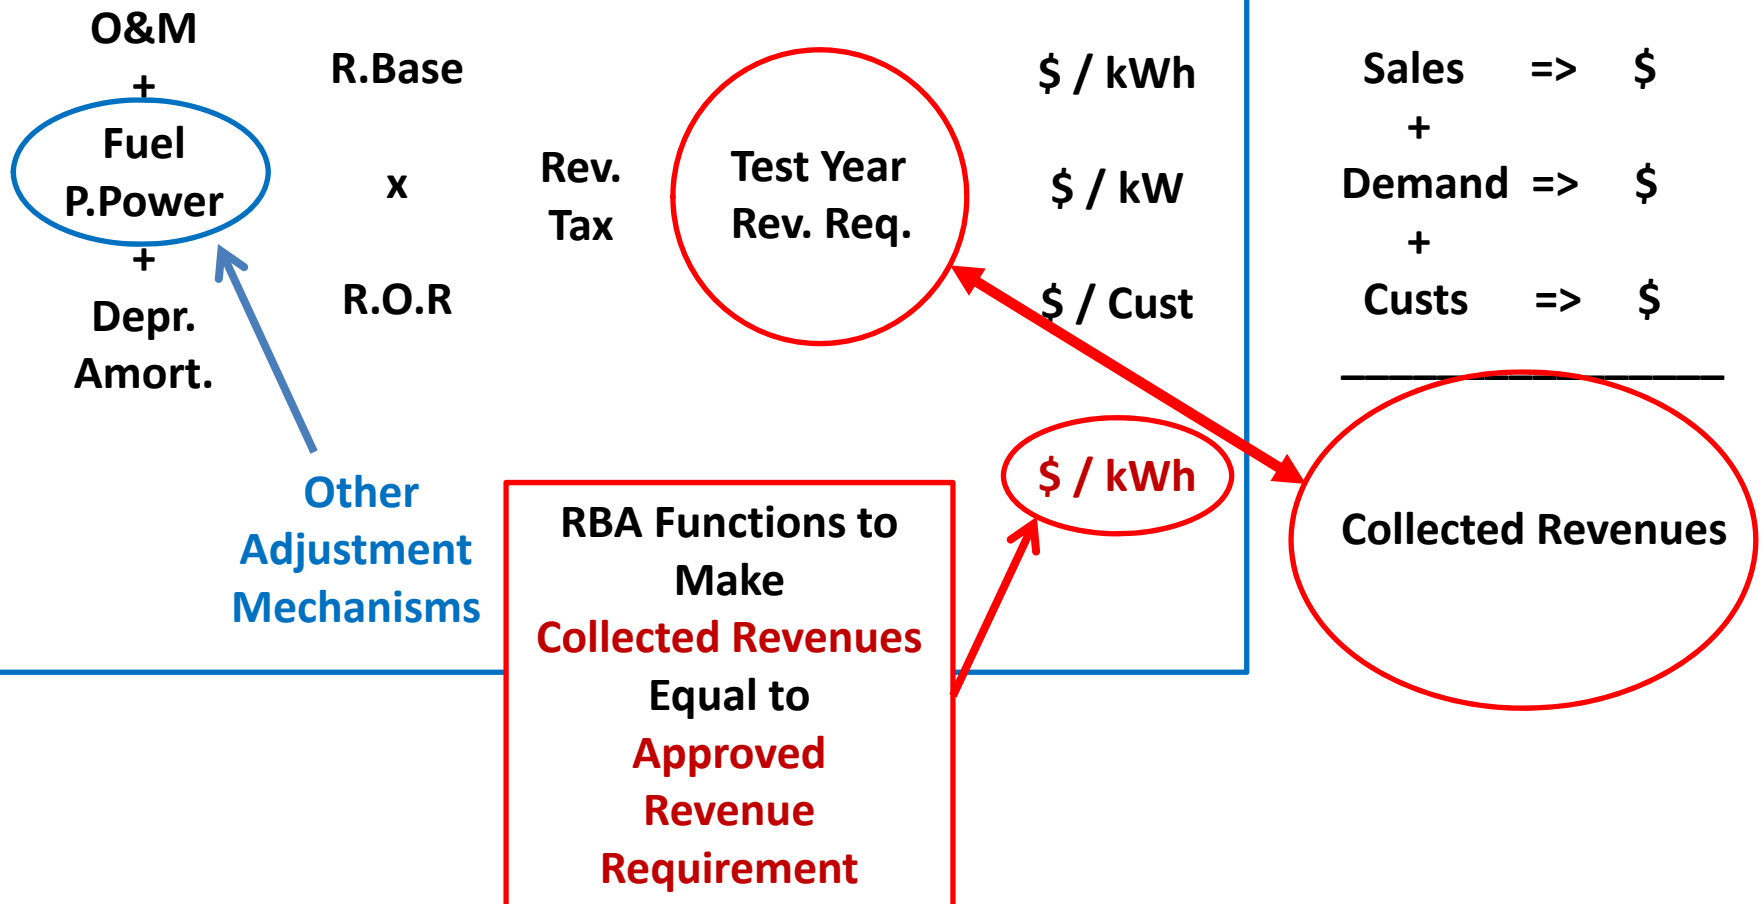 O&M
+
Fuel
P.Power
+
Depr.
Amort.
R.Base
x
R.O.R
Rev.
Tax
Test Year
Rev. Req.
$ / kWh
$ / kW
$ / Cust
$ / kWh
Sales => $
+
Demand => $
+
Custs => $
________________
Collected Revenues
Other
Adjustment
Mechanisms
RBA Functions to
Make
Collected Revenues
Equal to
Approved
Revenue
Requirement